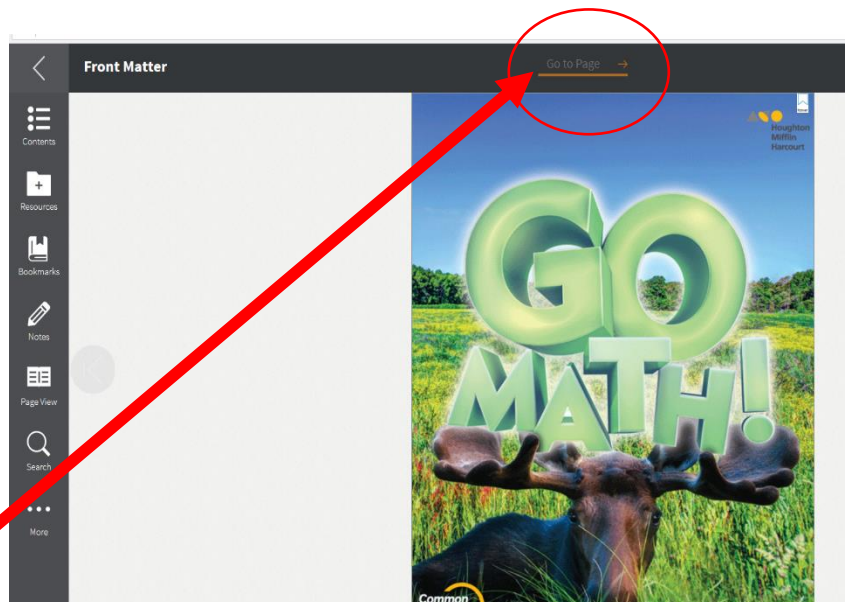 Front Matter
Go to Page →
Contents
Resources
Bookmarks
Notes
Page View
Search
More
Houghton
Mifflin
Harcourt
GO
MATH!
Common